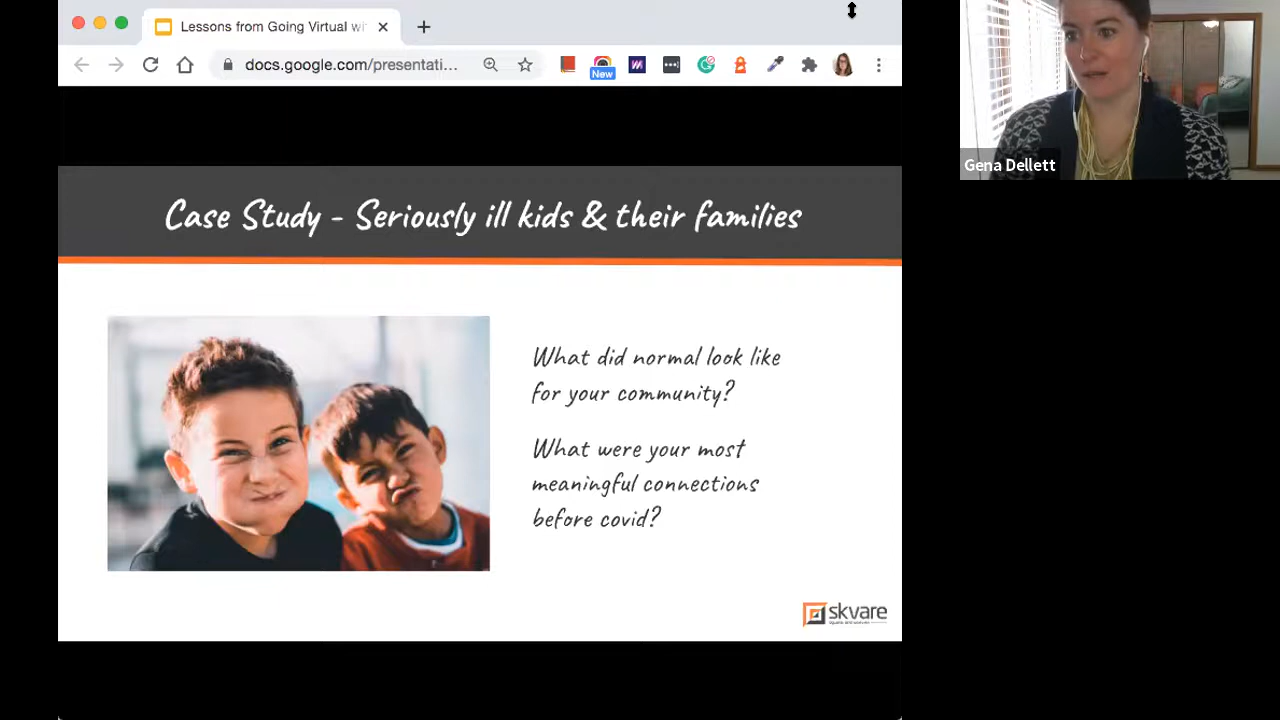 Lessons from Going Virtual wi
docs.google.com/presentati...
New
Gena Dellett
Case Study - Seriously ill kids & their families
What did normal look like
for your community?
What were your most
meaningful connections
before covid?
skvare